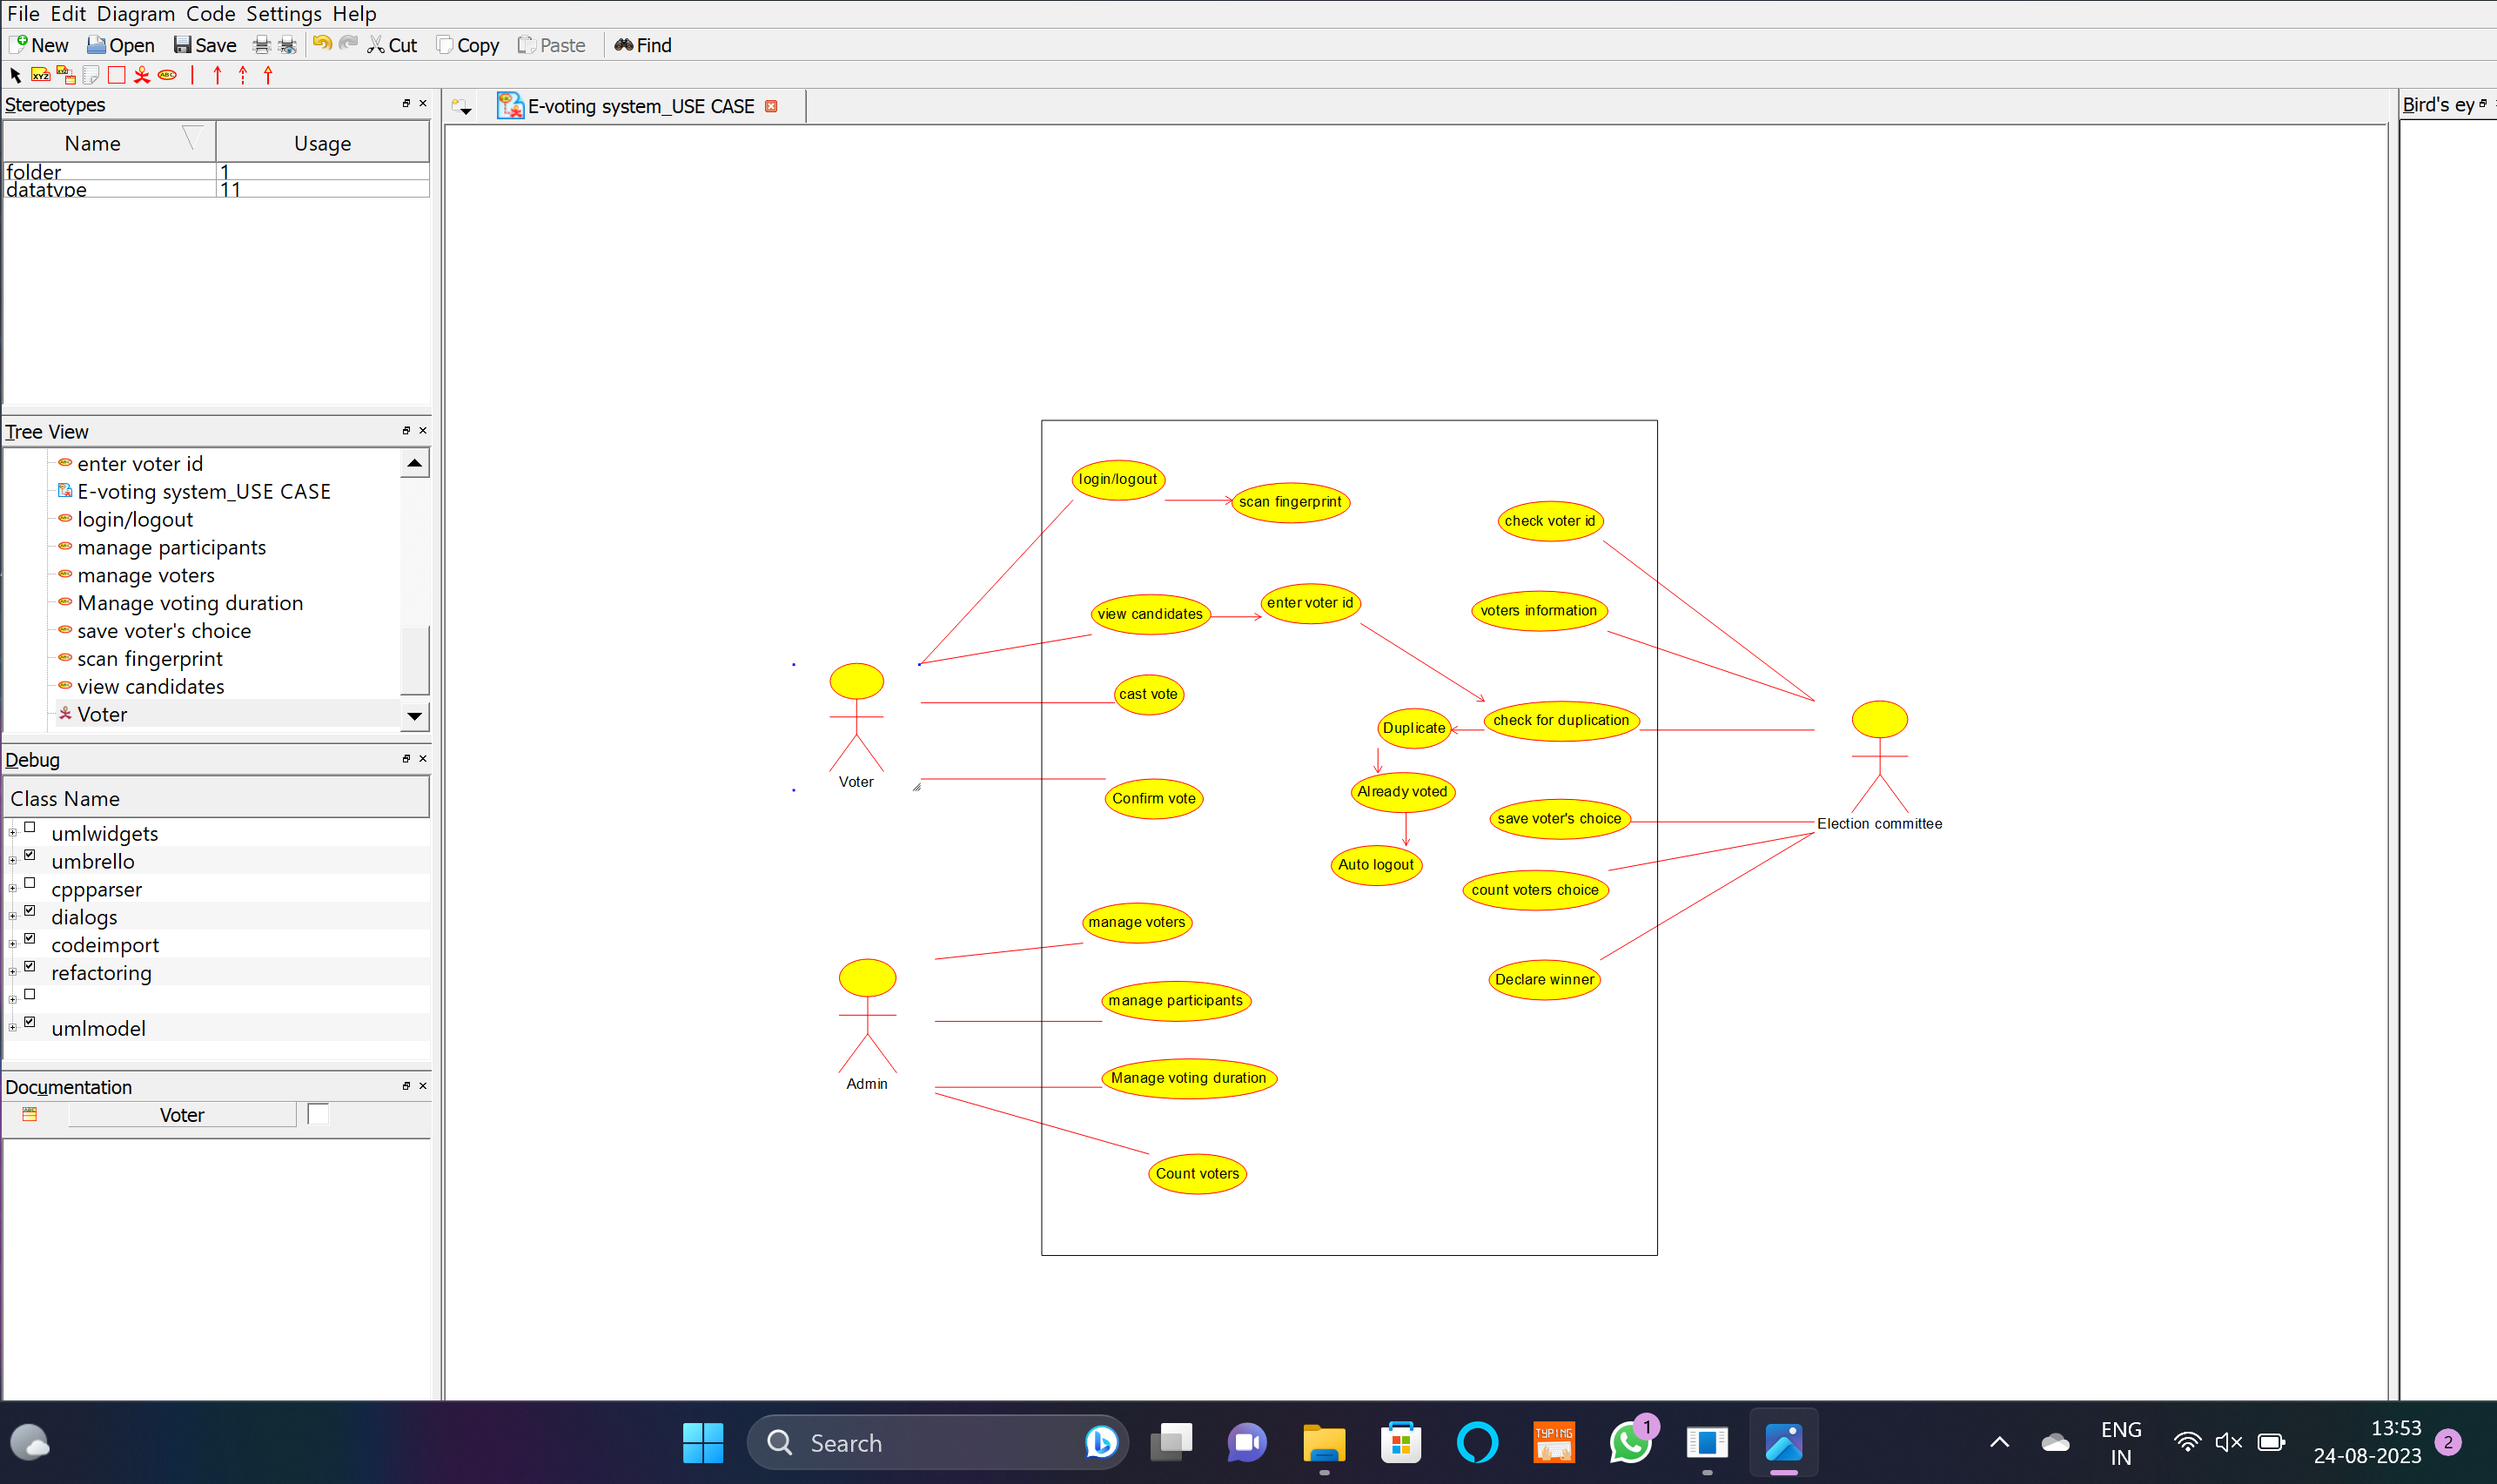 File Edit Diagram Code Settings Help
New Open Save Cut Copy Paste Find
XYZ XYZ ABC
Stereotypes
Name Usage
folder 1
datatype 11
Tree View
enter voter id
E-voting system_USE CASE
login/logout
manage participants
manage voters
Manage voting duration
save voter's choice
scan fingerprint
view candidates
Voter
Debug
Class Name
umlwidgets
umbrello
cppparser
dialogs
codeimport
refactoring
umlmodel
Documentation
Voter
E-voting system_USE CASE
Bird's ey
login/logout
scan fingerprint
check voter id
view candidates
enter voter id
voters information
cast vote
Duplicate
check for duplication
Voter
Confirm vote
Already voted
save voter's choice
Election committee
Auto logout
count voters choice
manage voters
Declare winner
manage participants
Admin
Manage voting duration
Count voters
Search
TYPING
1
ENG
IN
13:53
24-08-2023
2